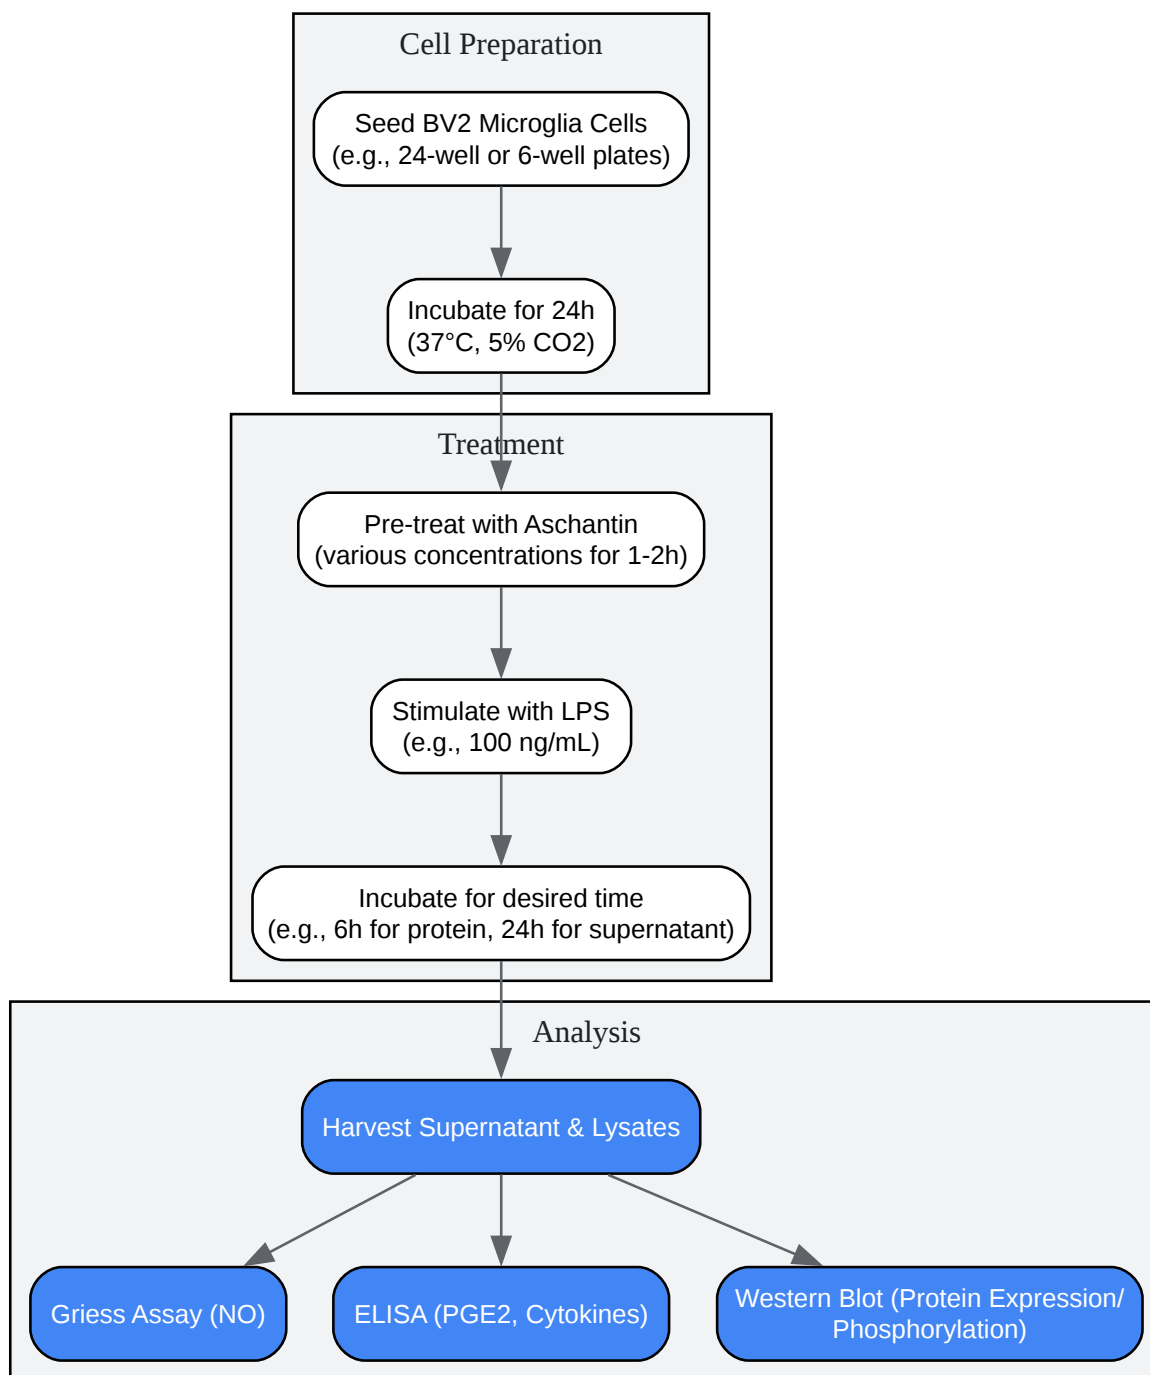 Cell Preparation
Seed BV2 Microglia Cells
(e.g., 24-well or 6-well plates)
Incubate for 24h
(37°C, 5% CO2)
Treatment
Pre-treat with Aschantin
(various concentrations for 1-2h)
Stimulate with LPS
(e.g., 100 ng/mL)
Incubate for desired time
(e.g., 6h for protein, 24h for supernatant)
Analysis
Harvest Supernatant & Lysates
Griess Assay (NO)
ELISA (PGE2, Cytokines)
Western Blot (Protein Expression/
Phosphorylation)